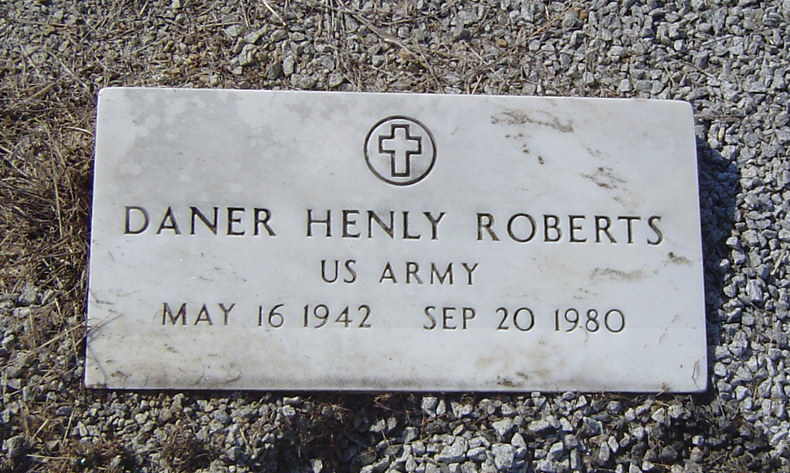 DANER HENLY ROBERTS
US ARMY
MAY 16 1942 SEP 20 1980